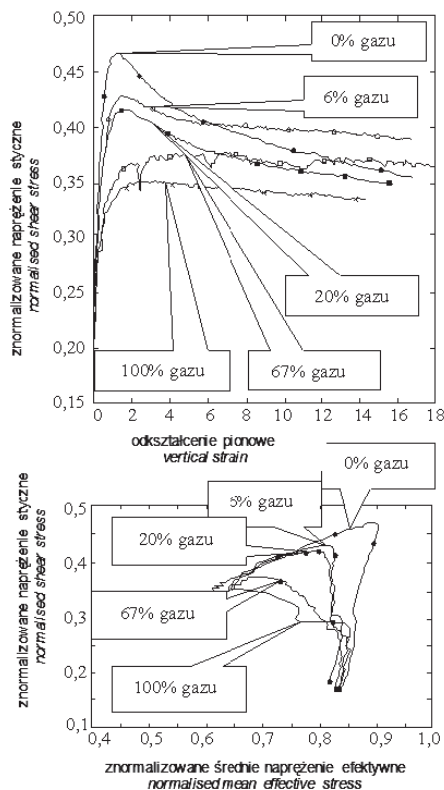 0,50
0,45
0,40
0,35
0,30
0,25
0,20
0,15
znormalizowane naprężenie styczne
normalised shear stress
0% gazu
6% gazu
20% gazu
100% gazu
67% gazu
0 2 4 6 8 10 12 14 16 18
odkształcenie pionowe
vertical strain
0,5
0,4
0,3
0,2
0,1
znormalizowane naprężenie styczne
normalised shear stress
0% gazu
5% gazu
20% gazu
67% gazu
100% gazu
0,4 0,5 0,6 0,7 0,8 0,9 1,0
znormalizowane średnie naprężenie efektywne
normalised mean effective stress